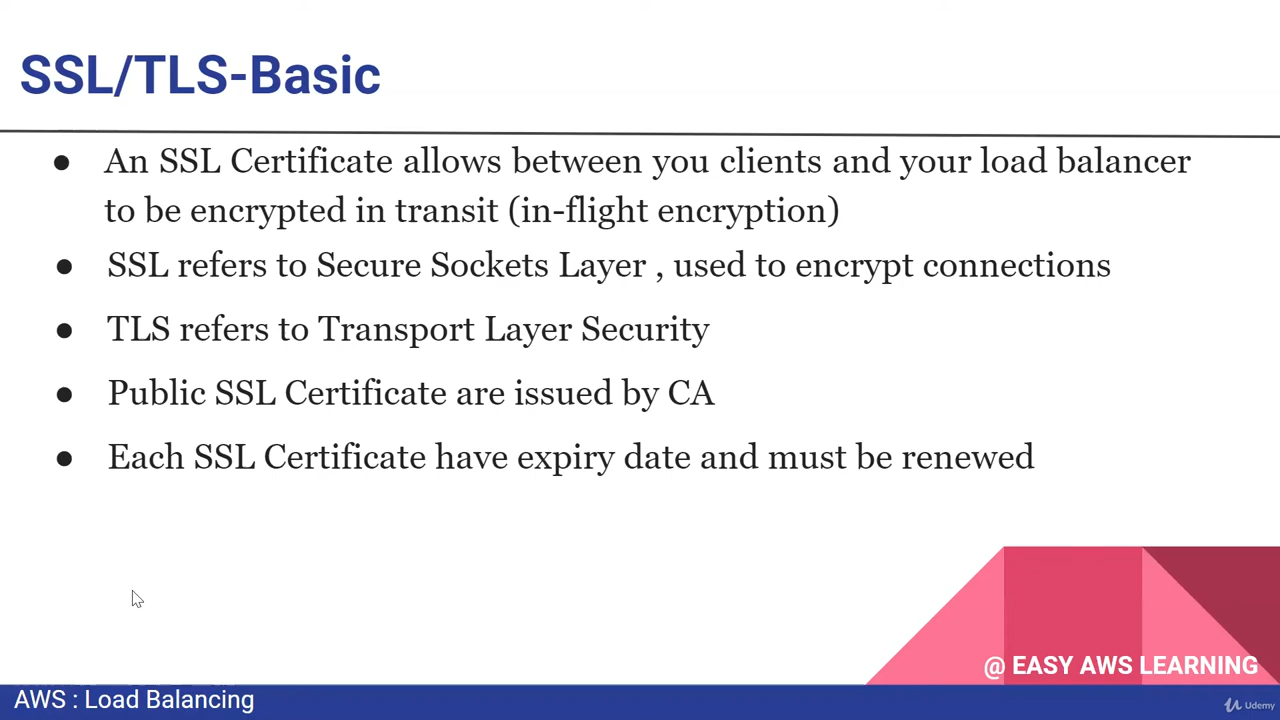 SSL/TLS-Basic
● An SSL Certificate allows between you clients and your load balancer
to be encrypted in transit (in-flight encryption)
● SSL refers to Secure Sockets Layer , used to encrypt connections
● TLS refers to Transport Layer Security
● Public SSL Certificate are issued by CA
● Each SSL Certificate have expiry date and must be renewed
@ EASY AWS LEARNING
AWS : Load Balancing
Udemy